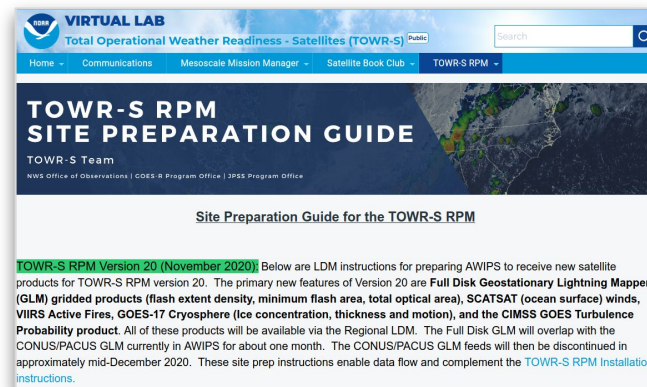 NOAA
VIRTUAL LAB
Total Operational Weather Readiness - Satellites (TOWR-S) Public
Search
Home Communications Mesoscale Mission Manager Satellite Book Club TOWR-S RPM
TOWR-S RPM
SITE PREPARATION GUIDE
TOWR-S Team
NWS Office of Observations | GOES-R Program Office | JPSS Program Office
Site Preparation Guide for the TOWR-S RPM
TOWR-S RPM Version 20 (November 2020): Below are LDM instructions for preparing AWIPS to receive new satellite
products for TOWR-S RPM version 20. The primary new features of Version 20 are Full Disk Geostationary Lightning Mapper
(GLM) gridded products (flash extent density, minimum flash area, total optical area), SCATSAT (ocean surface) winds,
VIIRS Active Fires, GOES-17 Cryosphere (Ice concentration, thickness and motion), and the CIMSS GOES Turbulence
Probability product. All of these products will be available via the Regional LDM. The Full Disk GLM will overlap with the
CONUS/PACUS GLM currently in AWIPS for about one month. The CONUS/PACUS GLM feeds will then be discontinued in
approximately mid-December 2020. These site prep instructions enable data flow and complement the TOWR-S RPM Installatio
instructions.